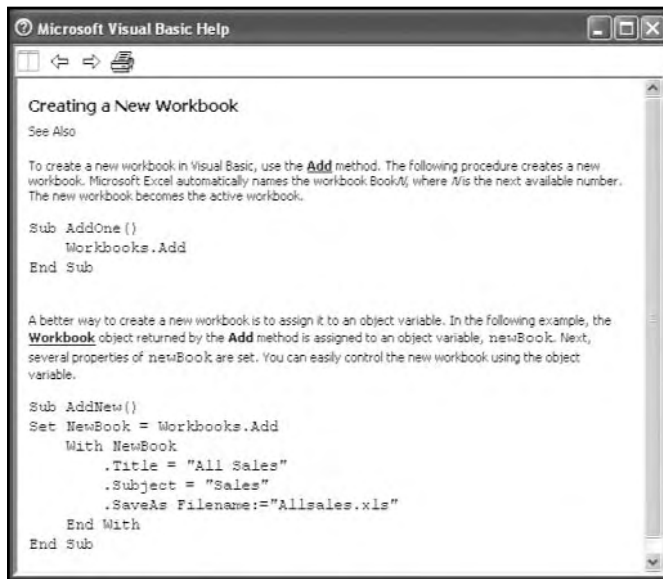 Microsoft Visual Basic Help
Creating a New Workbook
See Also
To create a new workbook in Visual Basic, use the Add method. The following procedure creates a new
workbook. Microsoft Excel automatically names the workbook BookN, where N is the next available number.
The new workbook becomes the active workbook.
Sub AddOne()
    Workbooks.Add
End Sub
A better way to create a new workbook is to assign it to an object variable. In the following example, the
Workbook object returned by the Add method is assigned to an object variable, newBook. Next,
several properties of newBook are set. You can easily control the new workbook using the object
variable.
Sub AddNew()
Set NewBook = Workbooks.Add
    With NewBook
        .Title = "All Sales"
        .Subject = "Sales"
        .SaveAs Filename:="Allsales.xls"
    End With
End Sub